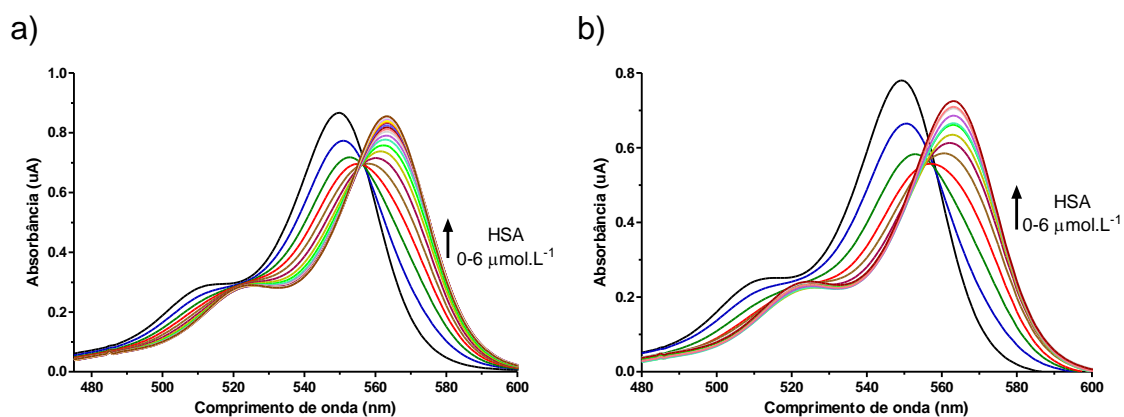 a)
1.0
0.8
0.6
0.4
0.2
0.0
Absorbância (uA)
HSA
0-6 µmol.L⁻¹
480 500 520 540 560 580 600
Comprimento de onda (nm)
b)
0.8
0.6
0.4
0.2
0.0
Absorbância (uA)
HSA
0-6 µmol.L⁻¹
480 500 520 540 560 580 600
Comprimento de onda (nm)